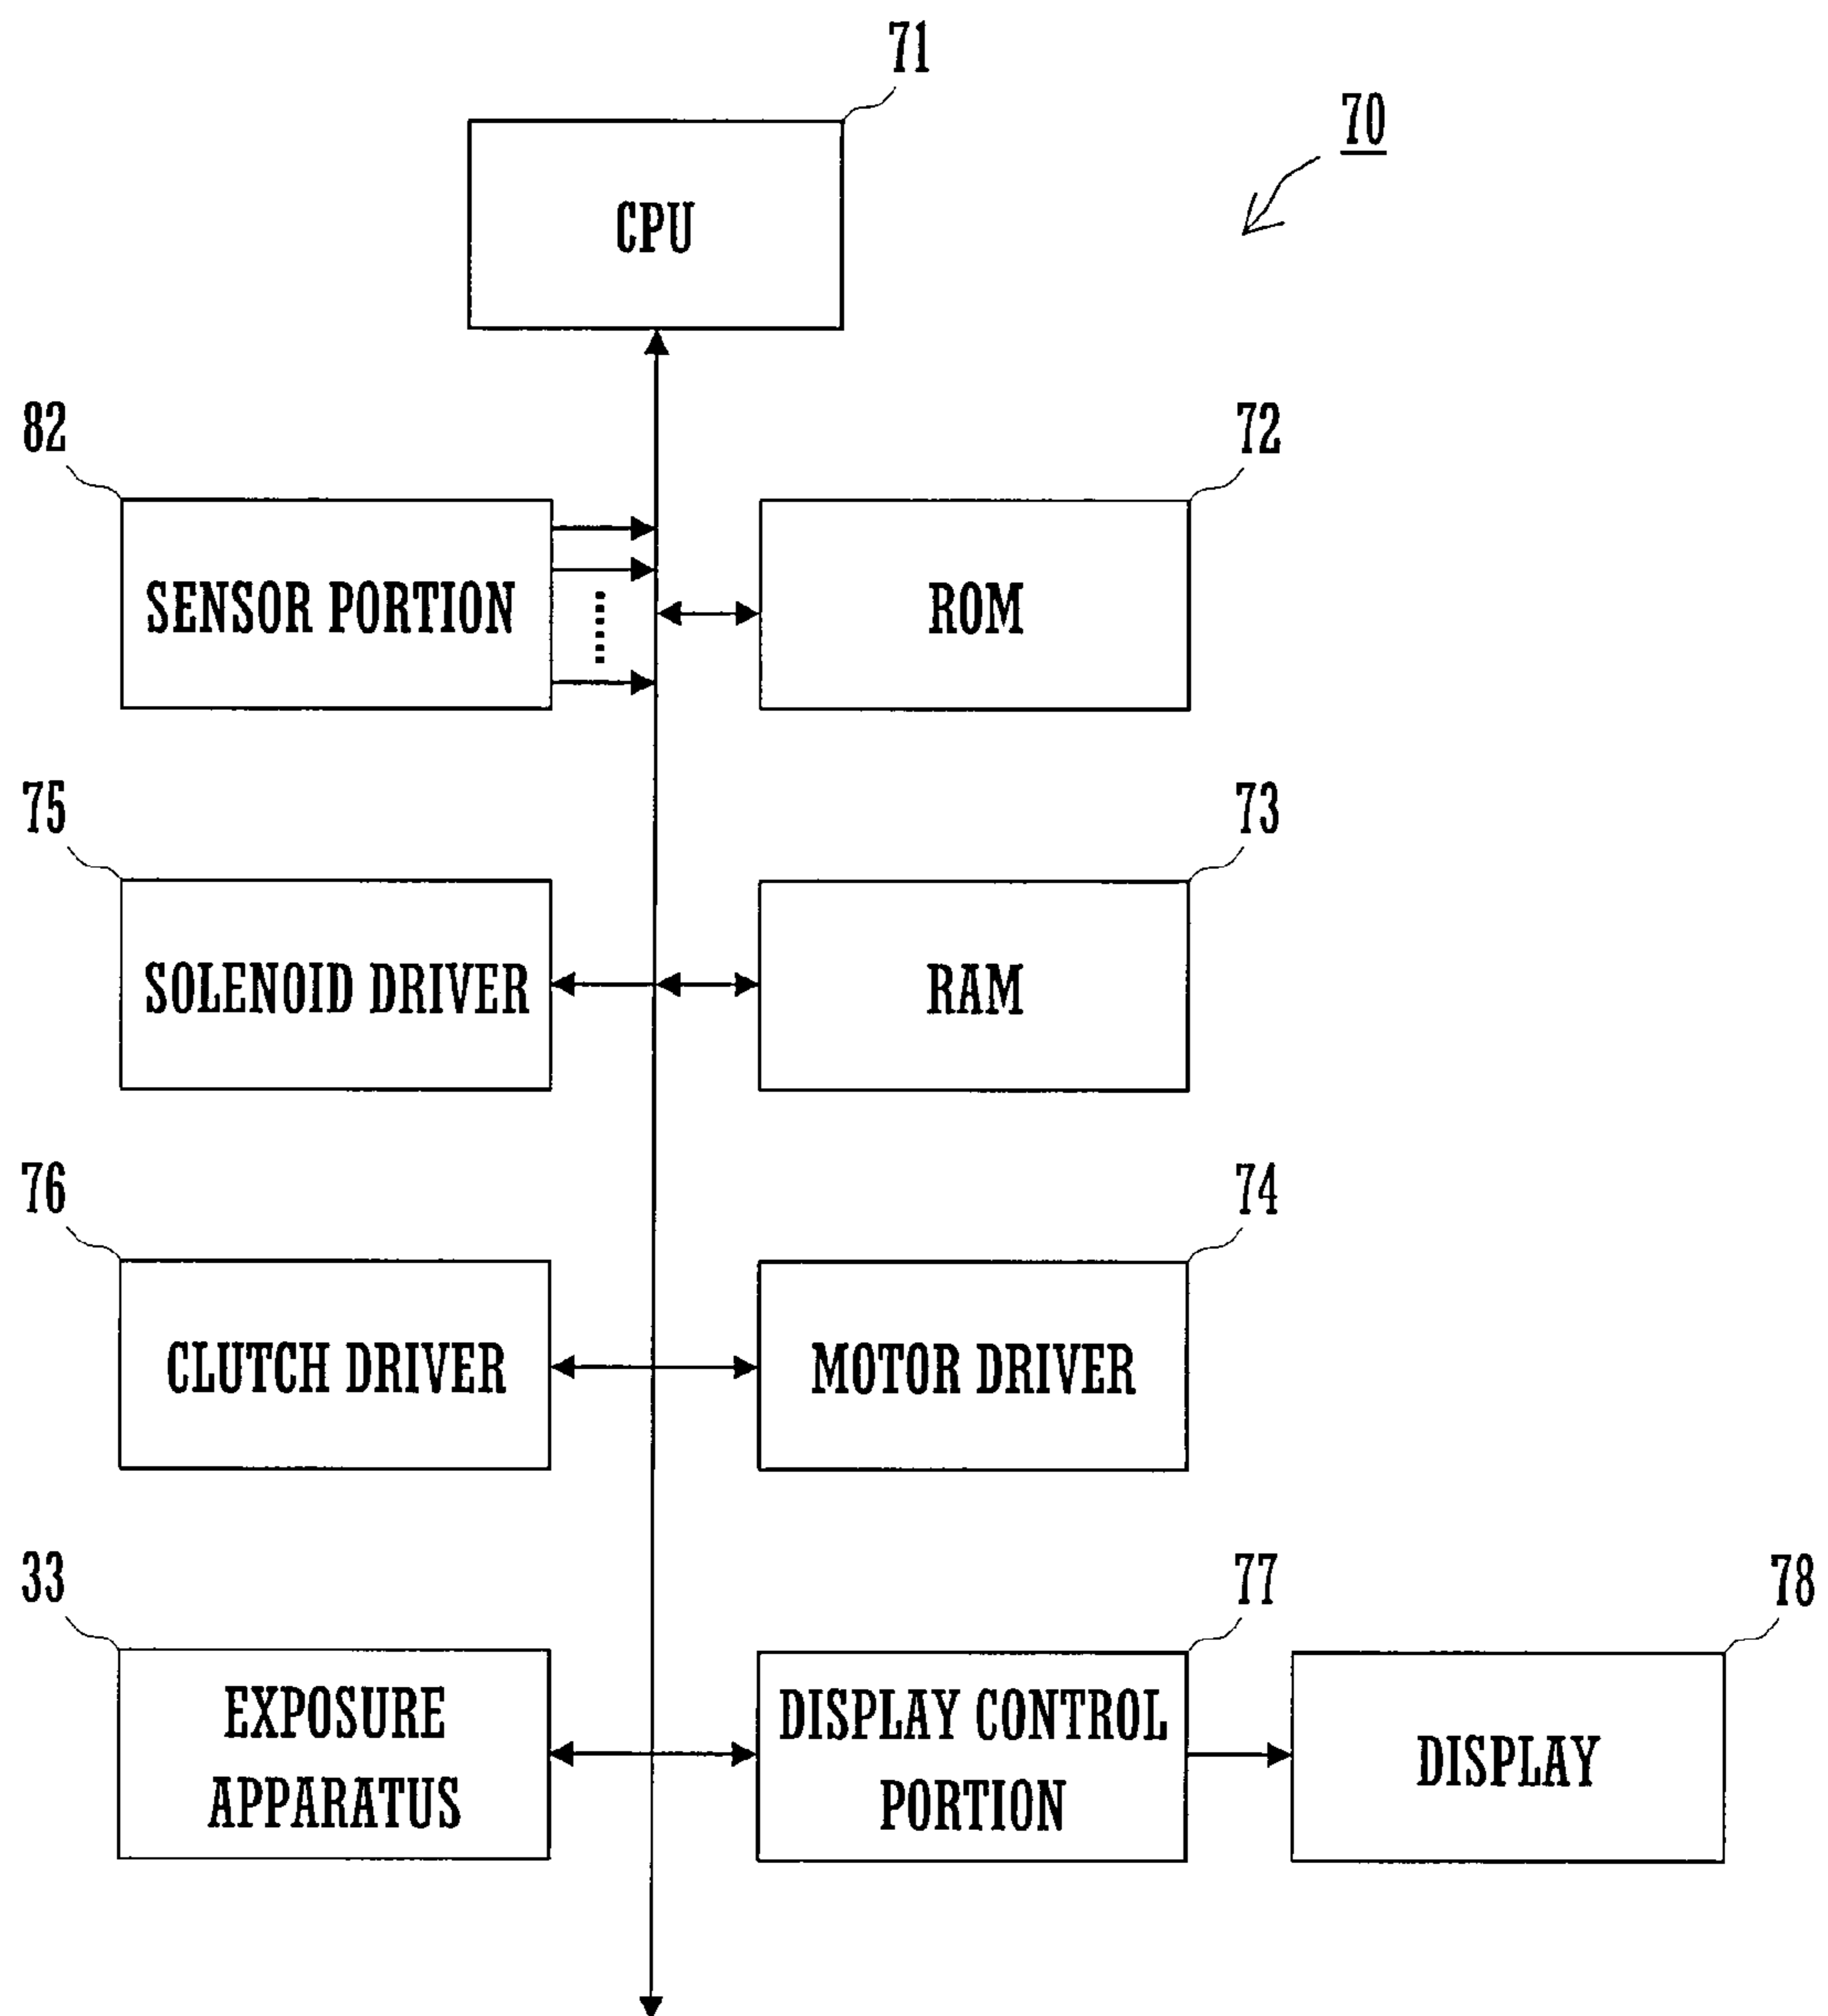 71
70
CPU
82
72
SENSOR PORTION
ROM
75
73
SOLENOID DRIVER
RAM
76
74
CLUTCH DRIVER
MOTOR DRIVER
33
77
78
EXPOSURE
APPARATUS
DISPLAY CONTROL
PORTION
DISPLAY